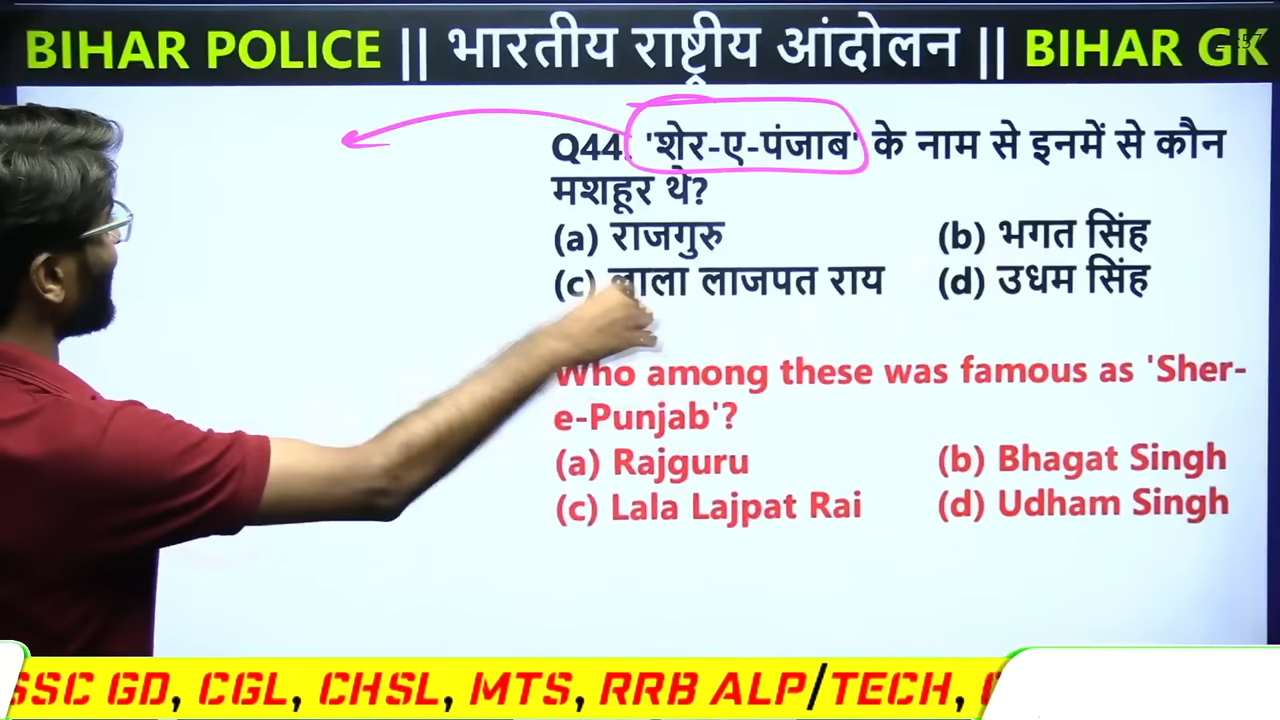 BIHAR POLICE || भारतीय राष्ट्रीय आंदोलन || BIHAR GK
Q44. 'शेर-ए-पंजाब' के नाम से इनमें से कौन
मशहूर थे?
(a) राजगुरु (b) भगत सिंह
(c) लाला लाजपत राय (d) उधम सिंह
Who among these was famous as 'Sher-
e-Punjab'?
(a) Rajguru (b) Bhagat Singh
(c) Lala Lajpat Rai (d) Udham Singh
SSC GD, CGL, CHSL, MTS, RRB ALP/TECH,